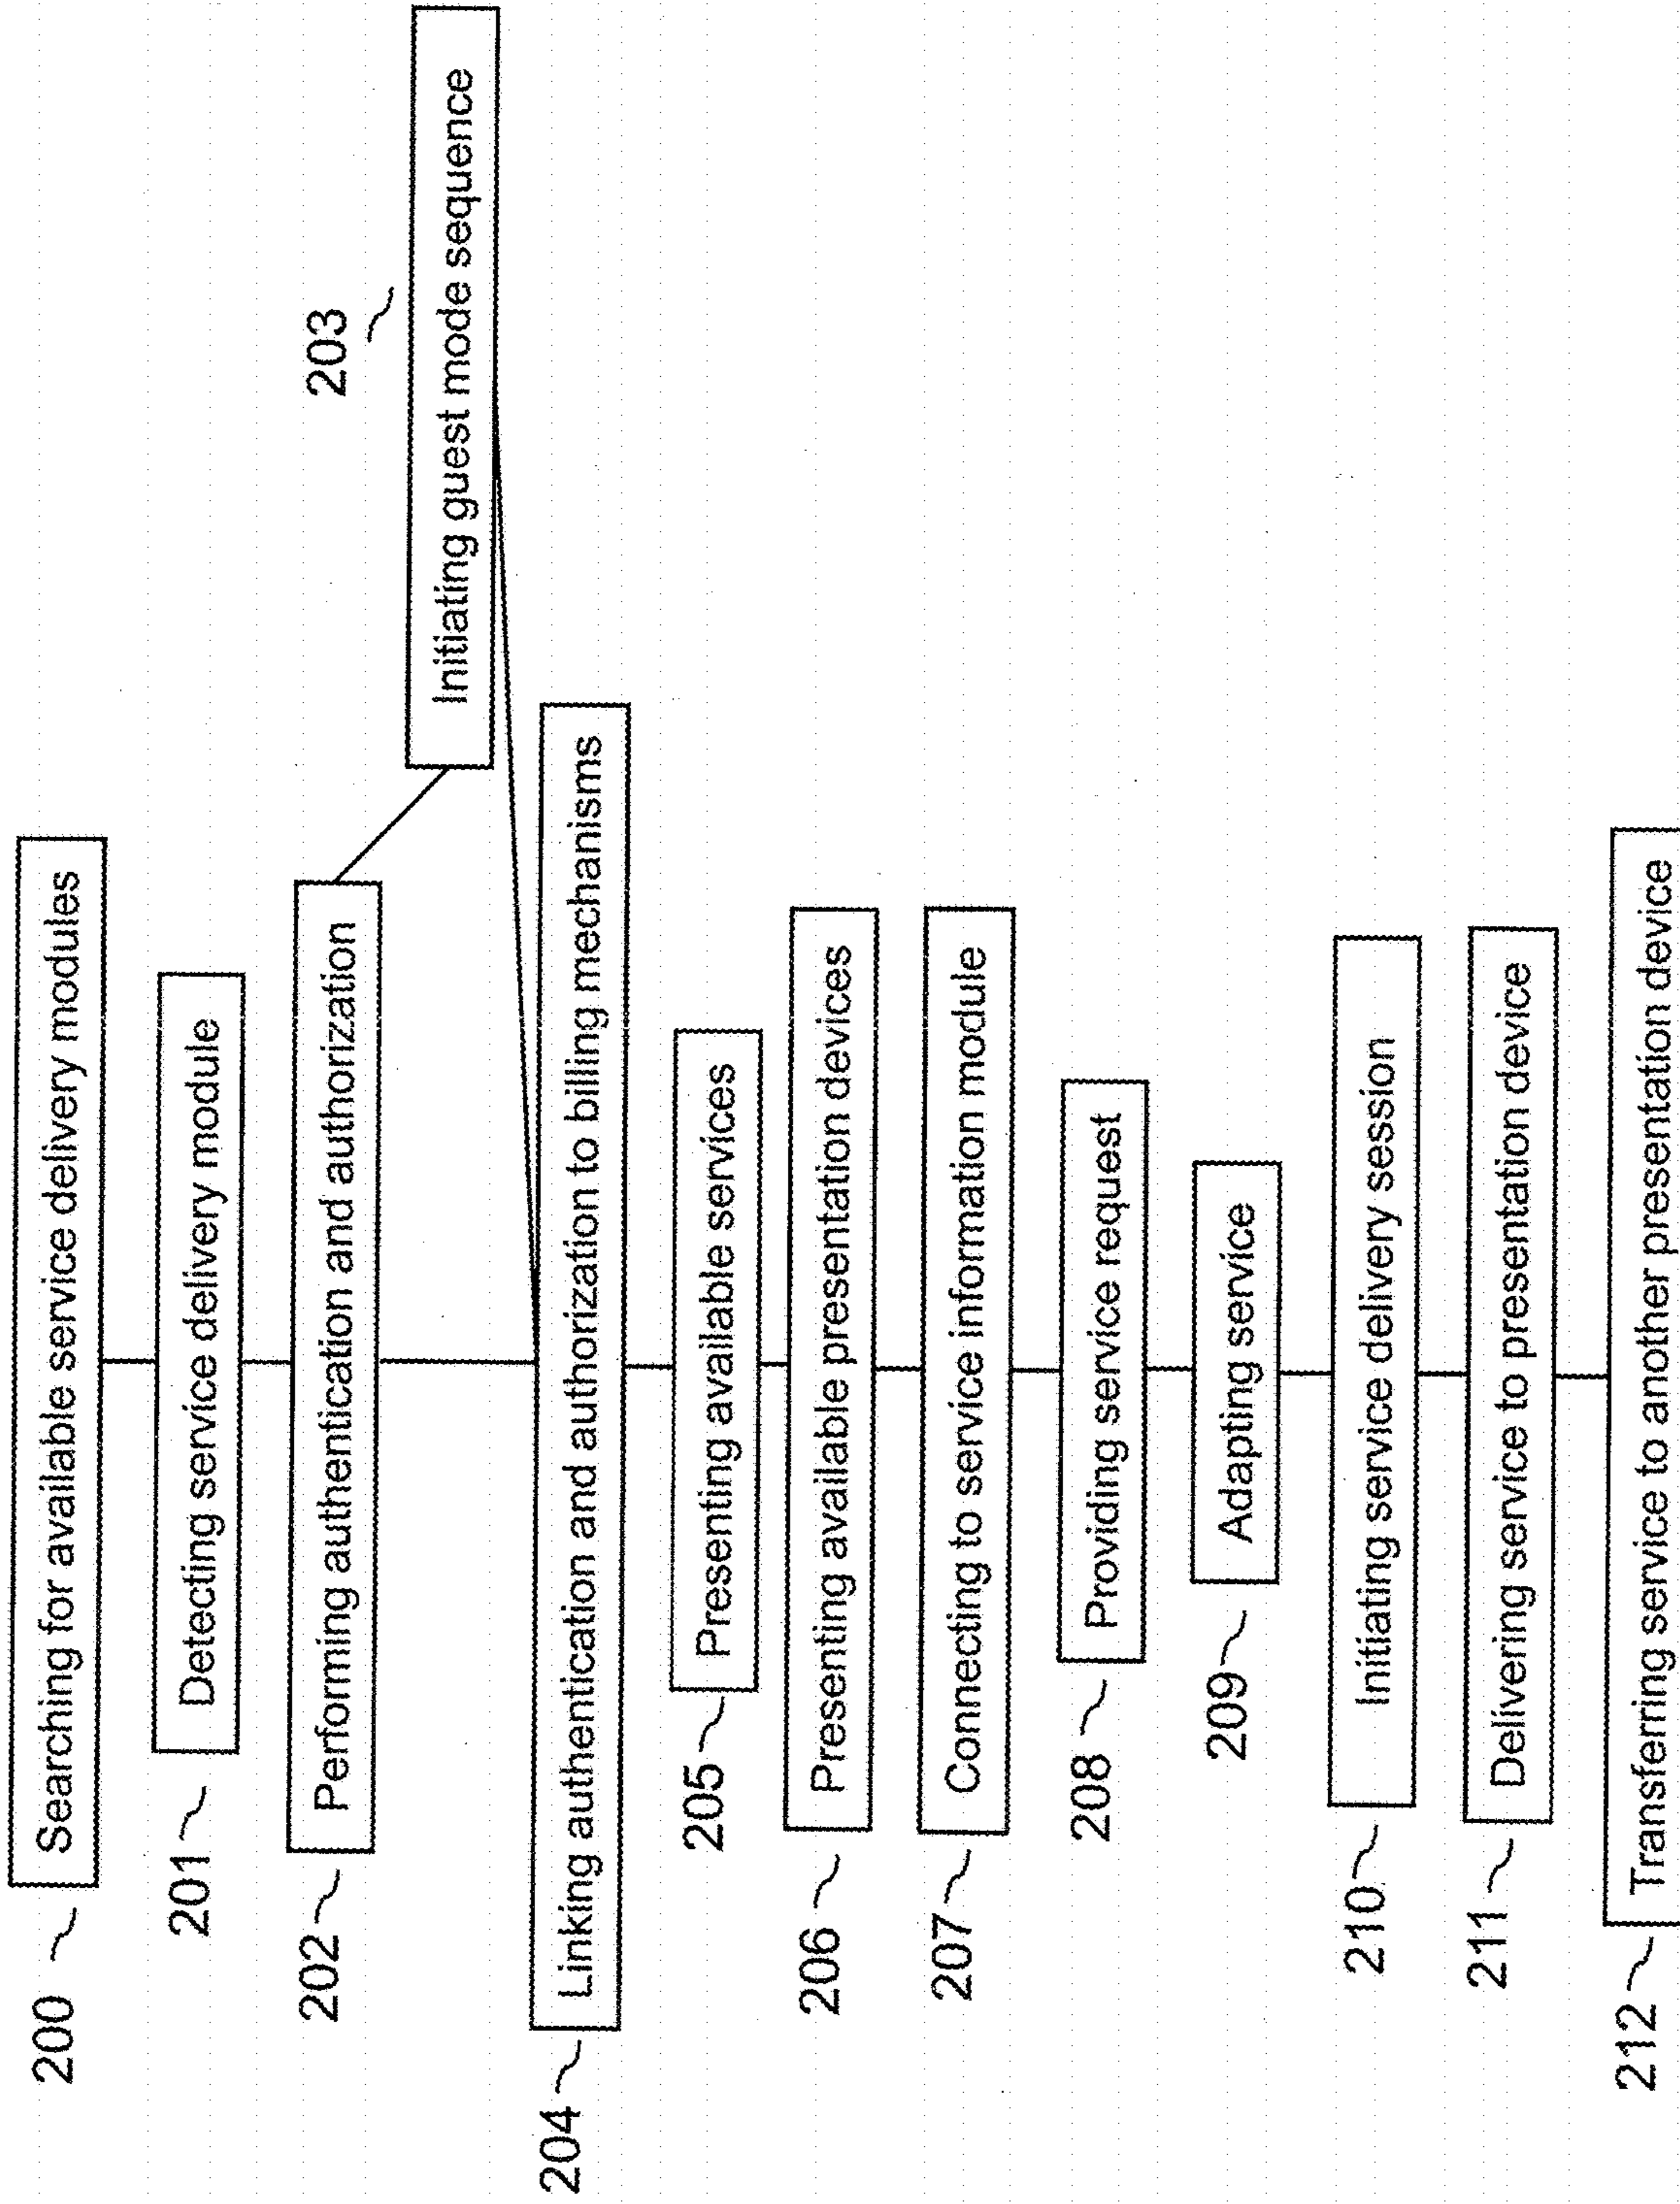 200 Searching for available service delivery modules
201 Detecting service delivery module
202 Performing authentication and authorization
203
Initiating guest mode sequence
204 Linking authentication and authorization to billing mechanisms
205 Presenting available services
206 Presenting available presentation devices
207 Connecting to service information module
208 Providing service request
209 Adapting service
210 Initiating service delivery session
211 Delivering service to presentation device
212 Transferring service to another presentation device